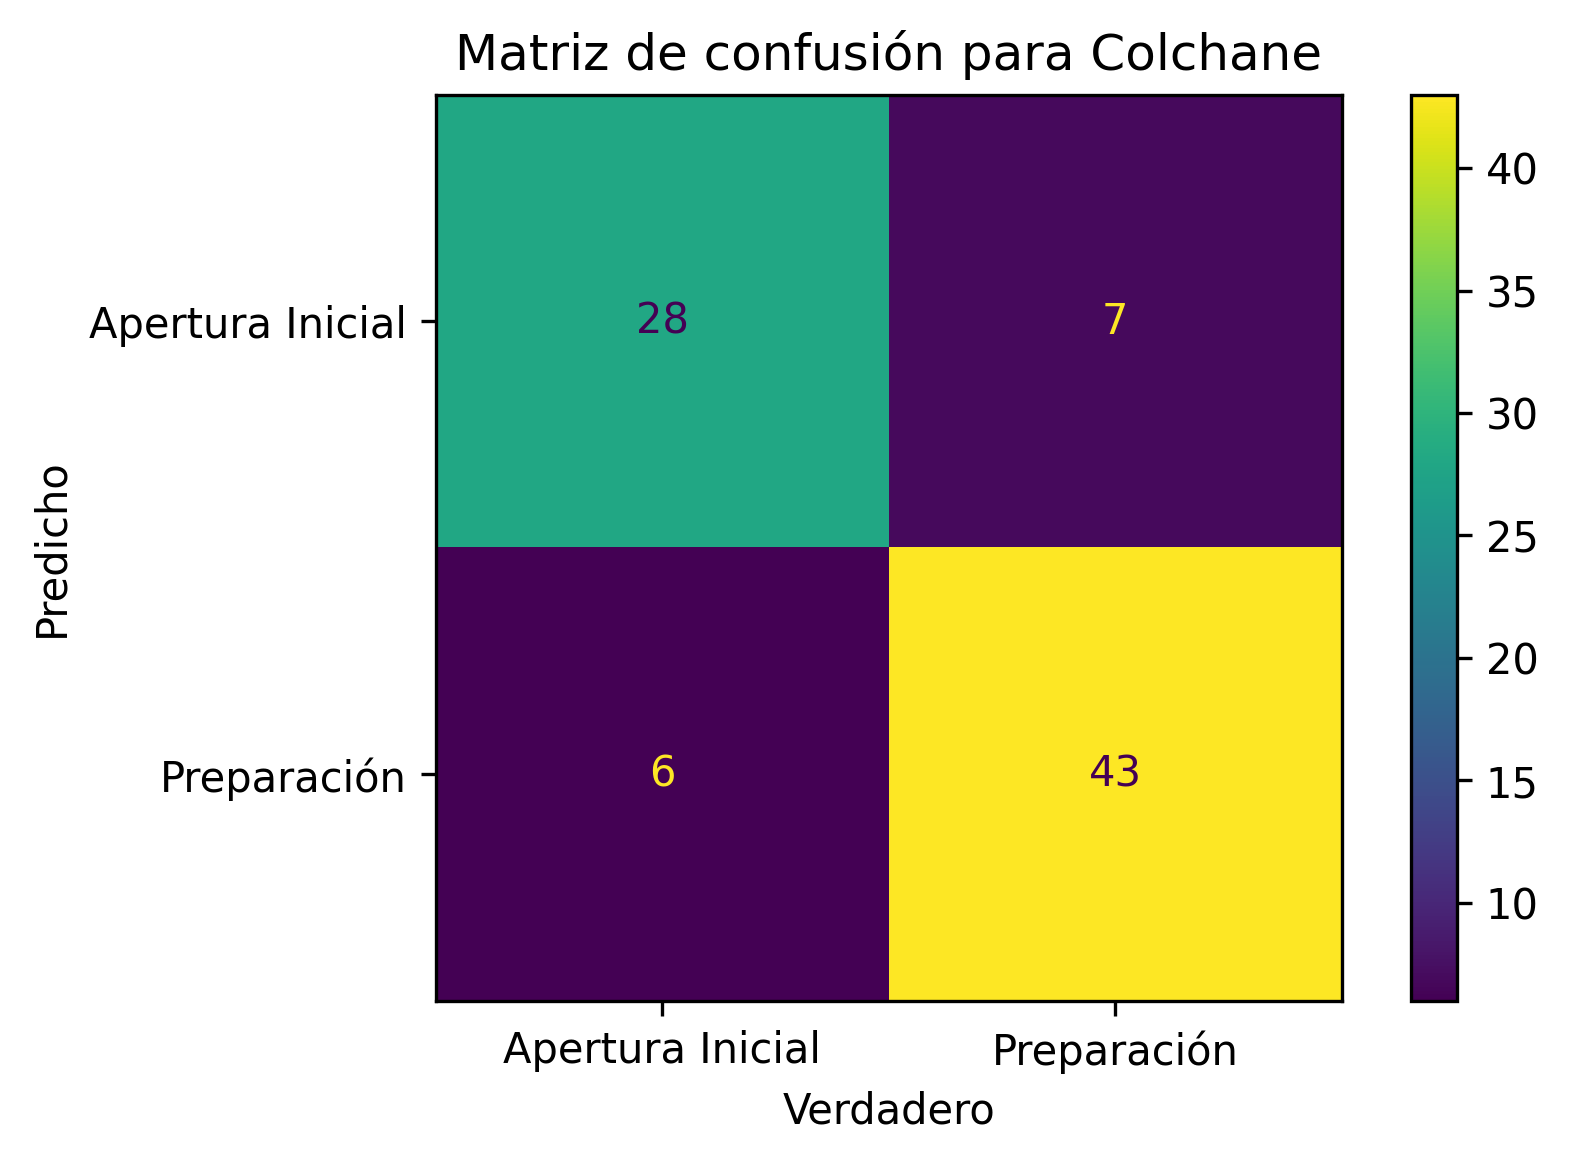 Matriz de confusión para Colchane
Predicho
Apertura Inicial
28
7
Preparación
6
43
Apertura Inicial
Preparación
Verdadero
40
35
30
25
20
15
10